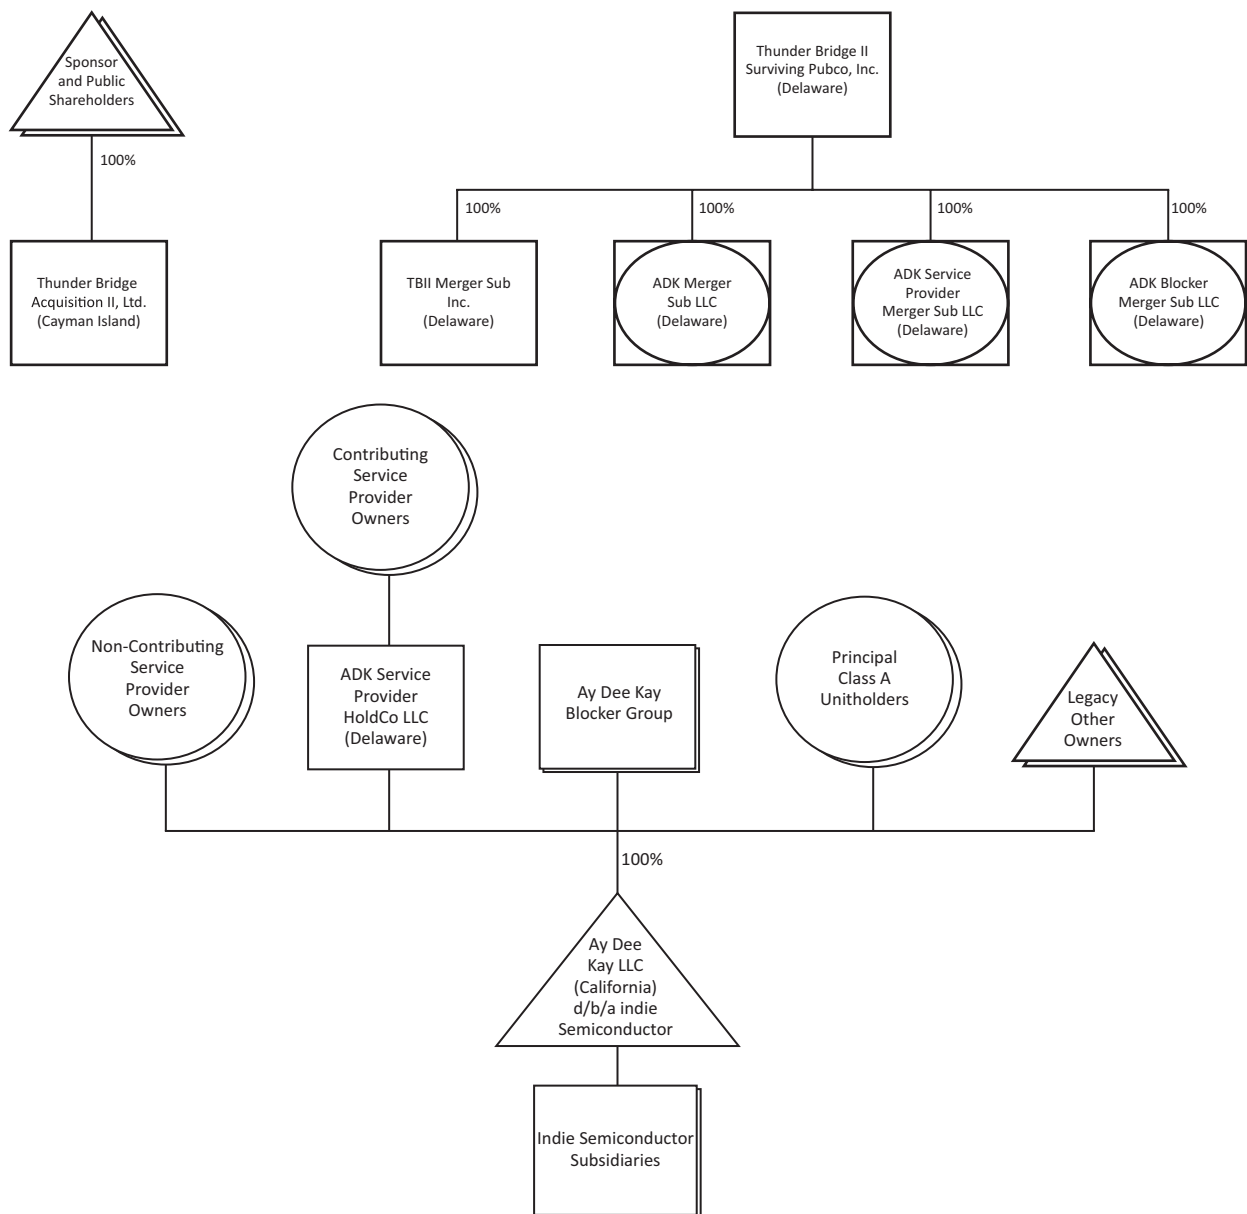 Sponsor
and Public
Shareholders
100%
Thunder Bridge
Acquisition II, Ltd.
(Cayman Island)
Thunder Bridge II
Surviving Pubco, Inc.
(Delaware)
100%
100%
100%
100%
TBII Merger Sub
Inc.
(Delaware)
ADK Merger
Sub LLC
(Delaware)
ADK Service
Provider
Merger Sub LLC
(Delaware)
ADK Blocker
Merger Sub LLC
(Delaware)
Contributing
Service
Provider
Owners
Non-Contributing
Service
Provider
Owners
ADK Service
Provider
HoldCo LLC
(Delaware)
Ay Dee Kay
Blocker Group
Principal
Class A
Unitholders
Legacy
Other
Owners
100%
Ay Dee
Kay LLC
(California)
d/b/a indie
Semiconductor
Indie Semiconductor
Subsidiaries